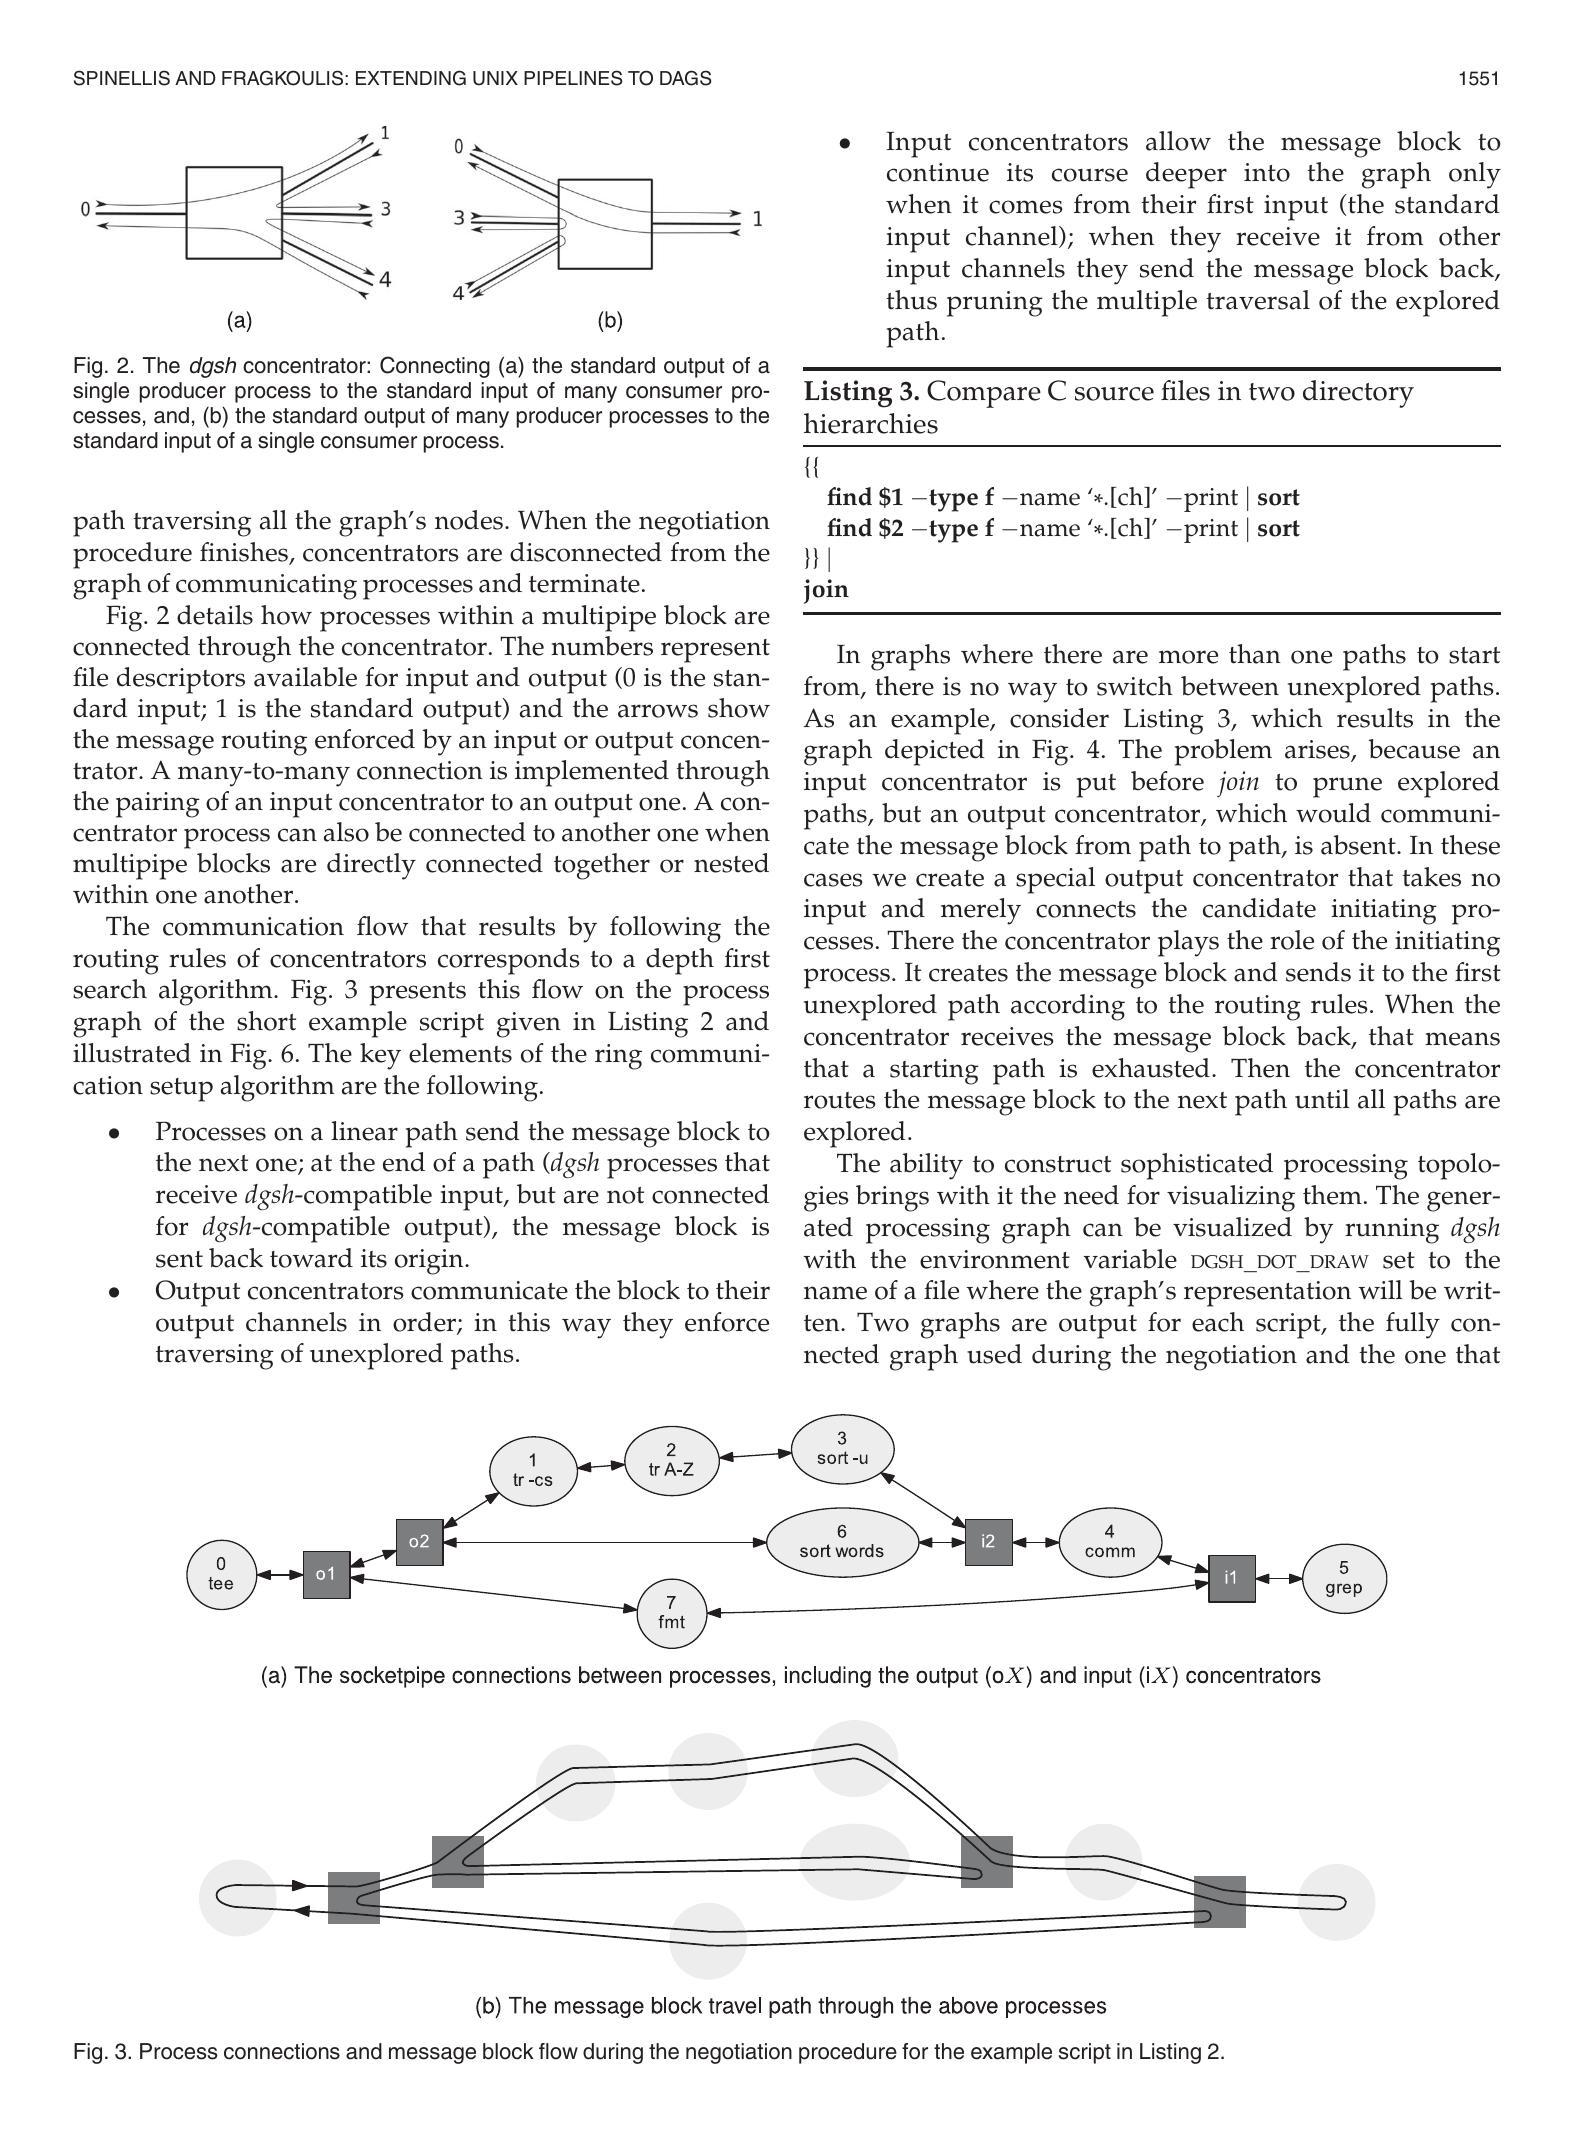 SPINELLIS AND FRAGKOULIS: EXTENDING UNIX PIPELINES TO DAGS
1551
0
1
3
4
(a)
0
3
4
1
(b)
Fig. 2. The dgsh concentrator: Connecting (a) the standard output of a
single producer process to the standard input of many consumer pro-
cesses, and, (b) the standard output of many producer processes to the
standard input of a single consumer process.
path traversing all the graph's nodes. When the negotiation
procedure finishes, concentrators are disconnected from the
graph of communicating processes and terminate.
Fig. 2 details how processes within a multipipe block are
connected through the concentrator. The numbers represent
file descriptors available for input and output (0 is the stan-
dard input; 1 is the standard output) and the arrows show
the message routing enforced by an input or output concen-
trator. A many-to-many connection is implemented through
the pairing of an input concentrator to an output one. A con-
centrator process can also be connected to another one when
multipipe blocks are directly connected together or nested
within one another.
The communication flow that results by following the
routing rules of concentrators corresponds to a depth first
search algorithm. Fig. 3 presents this flow on the process
graph of the short example script given in Listing 2 and
illustrated in Fig. 6. The key elements of the ring communi-
cation setup algorithm are the following.
• Processes on a linear path send the message block to
the next one; at the end of a path (dgsh processes that
receive dgsh-compatible input, but are not connected
for dgsh-compatible output), the message block is
sent back toward its origin.
• Output concentrators communicate the block to their
output channels in order; in this way they enforce
traversing of unexplored paths.
• Input concentrators allow the message block to
continue its course deeper into the graph only
when it comes from their first input (the standard
input channel); when they receive it from other
input channels they send the message block back,
thus pruning the multiple traversal of the explored
path.
Listing 3. Compare C source files in two directory
hierarchies
{{
find $1 −type f −name ‘*.[ch]’ −print | sort
find $2 −type f −name ‘*.[ch]’ −print | sort
}} |
join
In graphs where there are more than one paths to start
from, there is no way to switch between unexplored paths.
As an example, consider Listing 3, which results in the
graph depicted in Fig. 4. The problem arises, because an
input concentrator is put before join to prune explored
paths, but an output concentrator, which would communi-
cate the message block from path to path, is absent. In these
cases we create a special output concentrator that takes no
input and merely connects the candidate initiating pro-
cesses. There the concentrator plays the role of the initiating
process. It creates the message block and sends it to the first
unexplored path according to the routing rules. When the
concentrator receives the message block back, that means
that a starting path is exhausted. Then the concentrator
routes the message block to the next path until all paths are
explored.
The ability to construct sophisticated processing topolo-
gies brings with it the need for visualizing them. The gener-
ated processing graph can be visualized by running dgsh
with the environment variable DGSH_DOT_DRAW set to the
name of a file where the graph's representation will be writ-
ten. Two graphs are output for each script, the fully con-
nected graph used during the negotiation and the one that
0
tee
o1
o2
1
tr -cs
2
tr A-Z
3
sort -u
6
sort words
7
fmt
i2
4
comm
i1
5
grep
(a) The socketpipe connections between processes, including the output (oX) and input (iX) concentrators
(b) The message block travel path through the above processes
Fig. 3. Process connections and message block flow during the negotiation procedure for the example script in Listing 2.